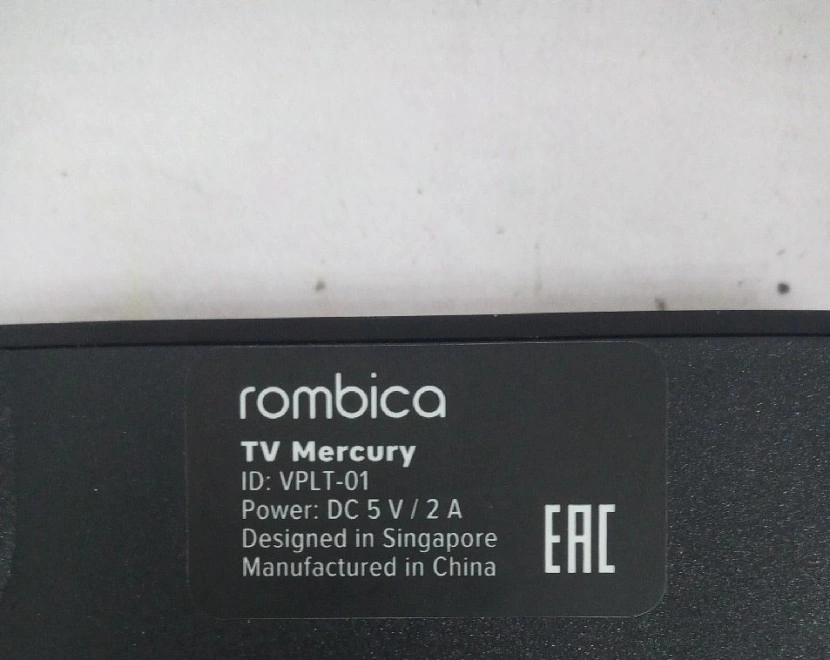 rombica
TV Mercury
ID: VPLT-01
Power: DC 5 V / 2 A
Designed in Singapore
Manufactured in China
EAC